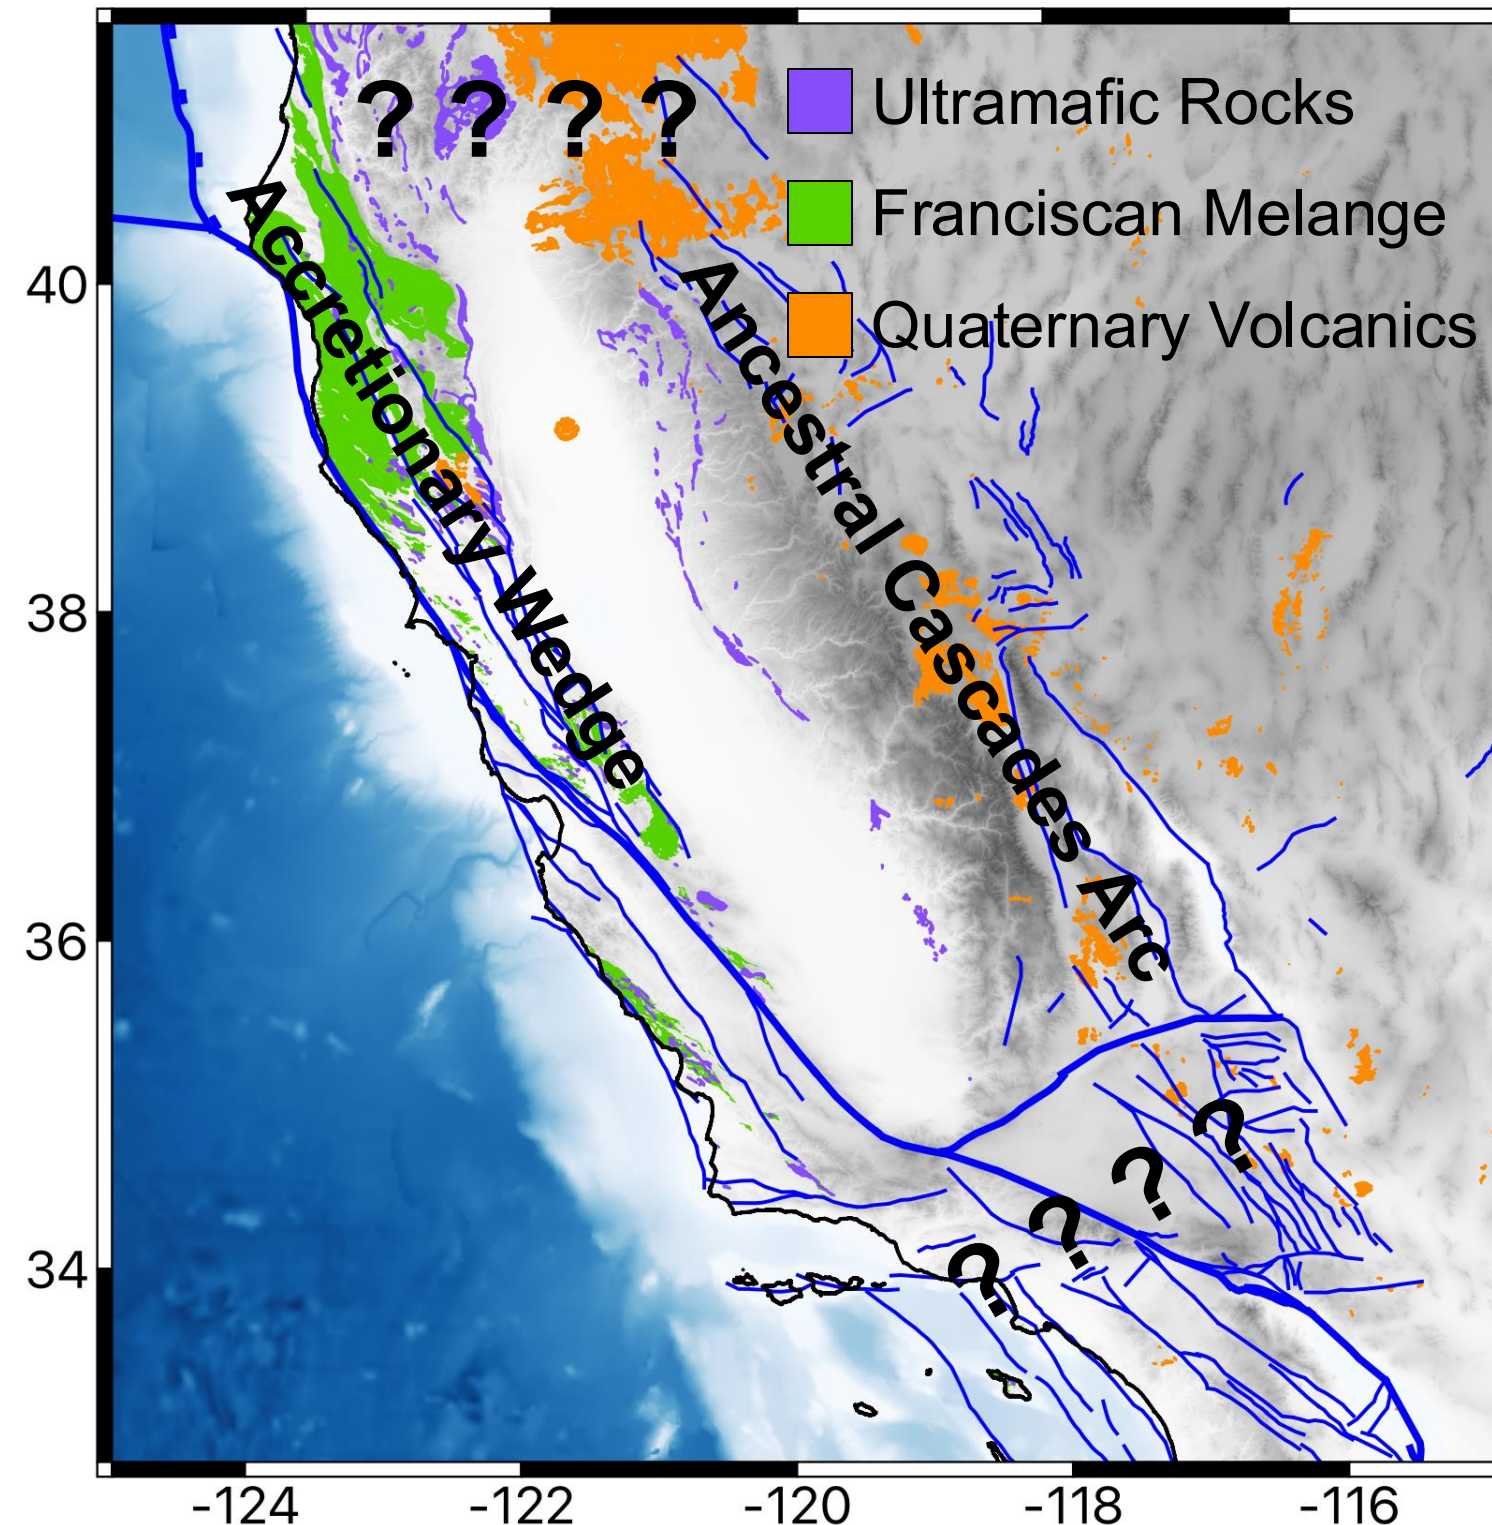 ? ? ? ?
Ultramafic Rocks
Franciscan Melange
Quaternary Volcanics
Accretionary Wedge
Ancestral Cascades Arc
? ? ? ?
40
38
36
34
-124 -122 -120 -118 -116